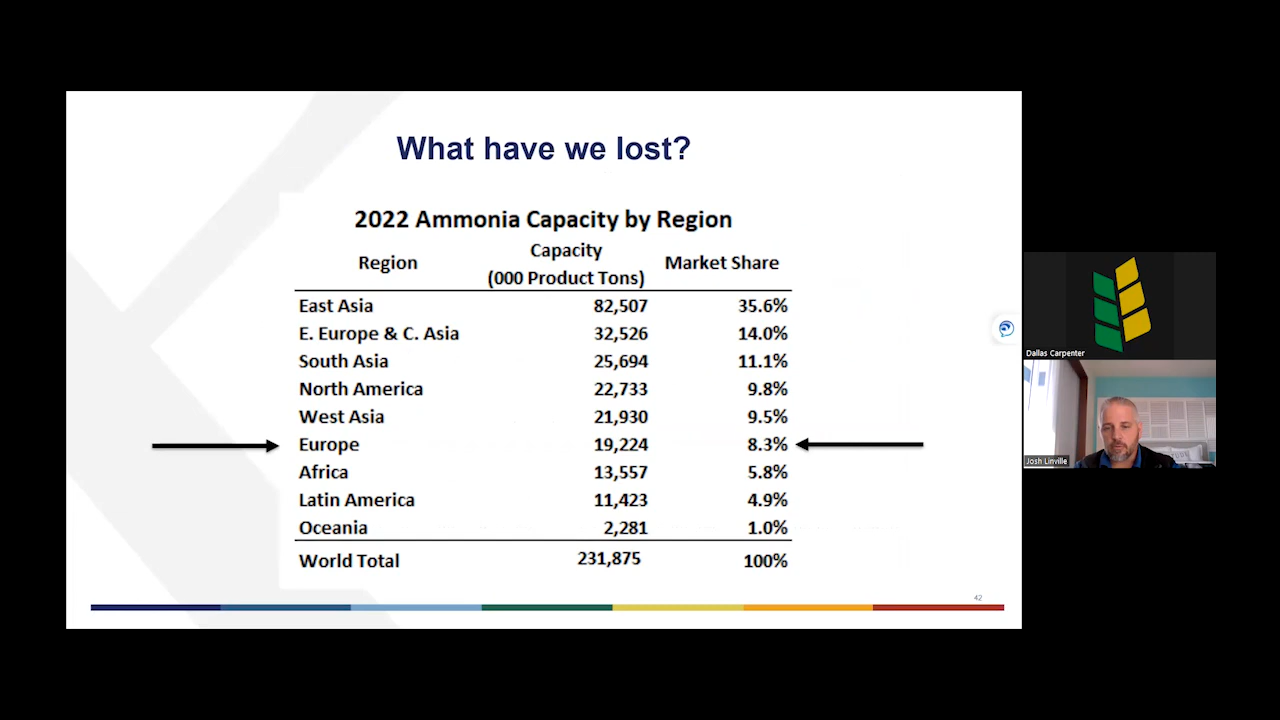 What have we lost?
2022 Ammonia Capacity by Region
Region Capacity (000 Product Tons) Market Share
East Asia 82,507 35.6%
E. Europe & C. Asia 32,526 14.0%
South Asia 25,694 11.1%
North America 22,733 9.8%
West Asia 21,930 9.5%
Europe 19,224 8.3%
Africa 13,557 5.8%
Latin America 11,423 4.9%
Oceania 2,281 1.0%
World Total 231,875 100%
42
Dallas Carpenter
Josh Linville